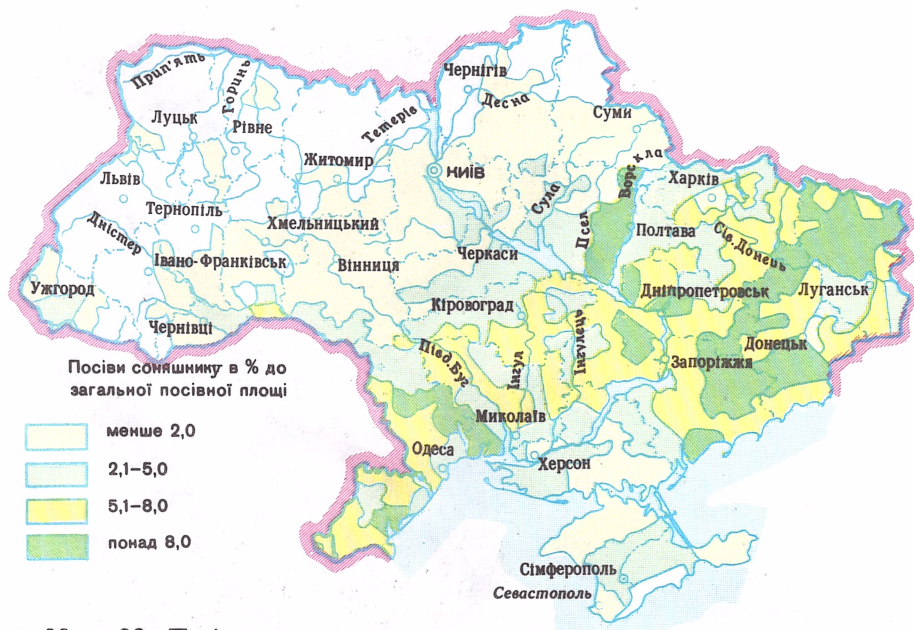 Прип'ять
Горинь
Чернігів
Десна
Луцьк
Рівне
Тетерів
Суми
Житомир
КИЇВ
Сула
Ворскла
Харків
Львів
Тернопіль
Хмельницький
Псел
Полтава
Сів. Донець
Дністер
Івано-Франківськ
Вінниця
Черкаси
Ужгород
Кіровоград
Дніпропетровськ
Луганськ
Чернівці
Півд. Буг
Інгул
Інгулець
Запоріжжя
Донецьк
Миколаїв
Одеса
Херсон
Сімферополь
Севастополь
Посіви соняшнику в % до
загальної посівної площі
менше 2,0
2,1–5,0
5,1–8,0
понад 8,0